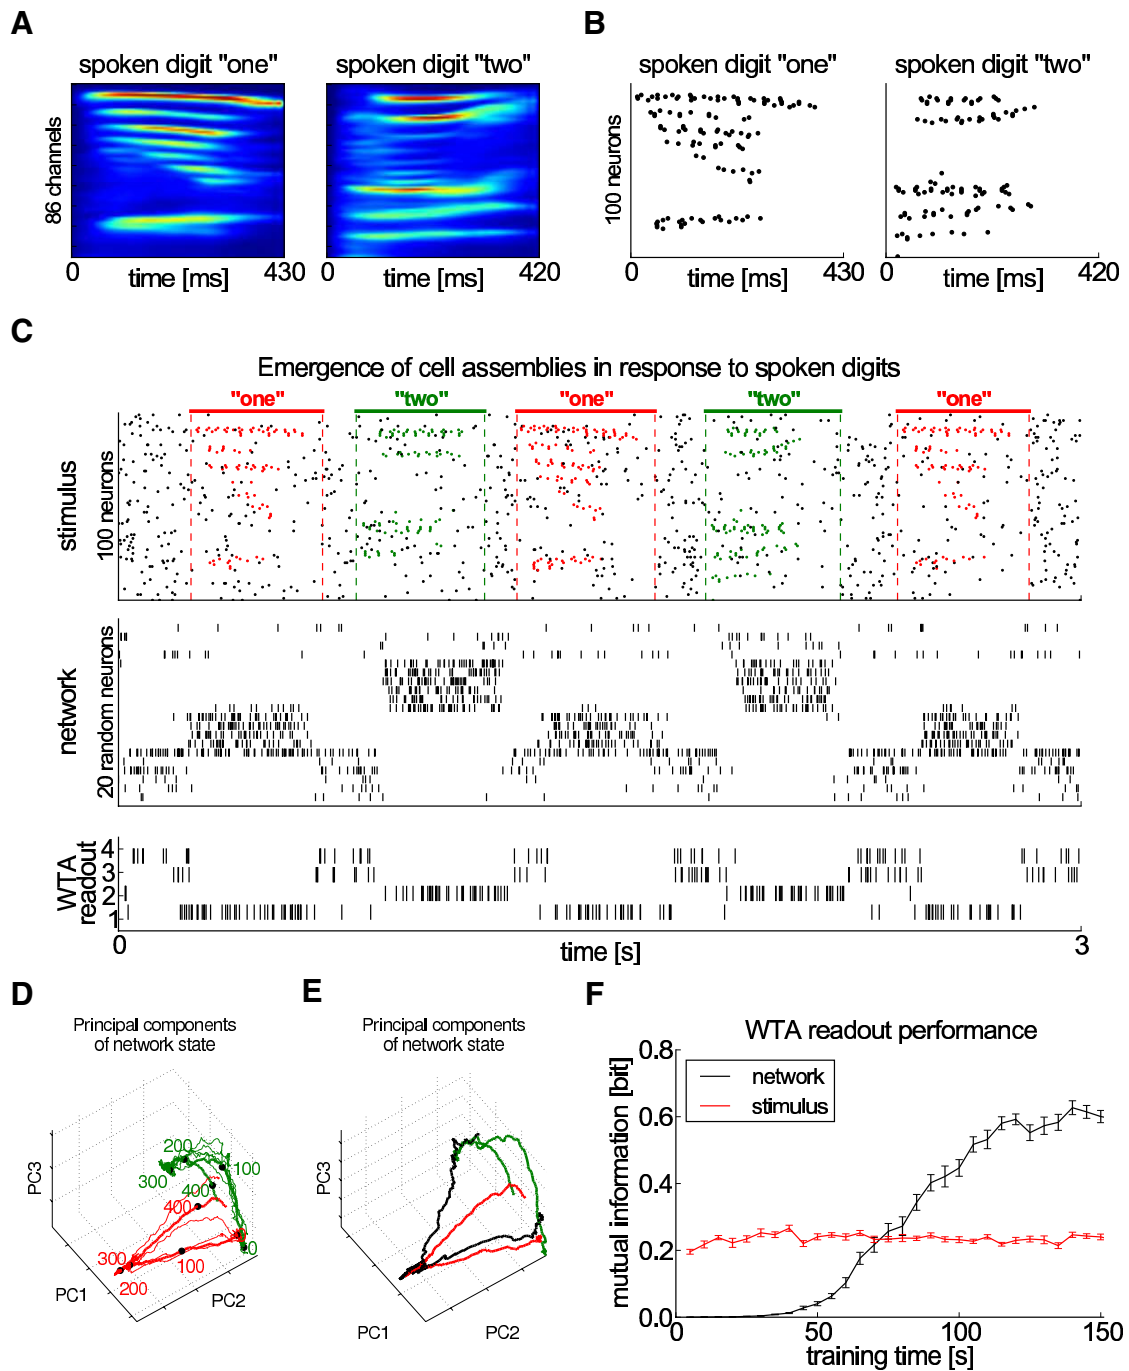 A
B
spoken digit "one"
spoken digit "two"
spoken digit "one"
spoken digit "two"
86 channels
100 neurons
0
430
0
420
0
430
0
420
time [ms]
time [ms]
time [ms]
time [ms]
C
Emergence of cell assemblies in response to spoken digits
"one"
"two"
"one"
"two"
"one"
stimulus
100 neurons
network
20 random neurons
WTA
readout
4
3
2
1
0
3
time [s]
D
E
F
Principal components
of network state
PC3
PC1
PC2
200
100
300
400
0
400
0
300
100
200
Principal components
of network state
PC3
PC1
PC2
WTA readout performance
mutual information [bit]
0.8
0.6
0.4
0.2
0.0
network
stimulus
0
50
100
150
training time [s]